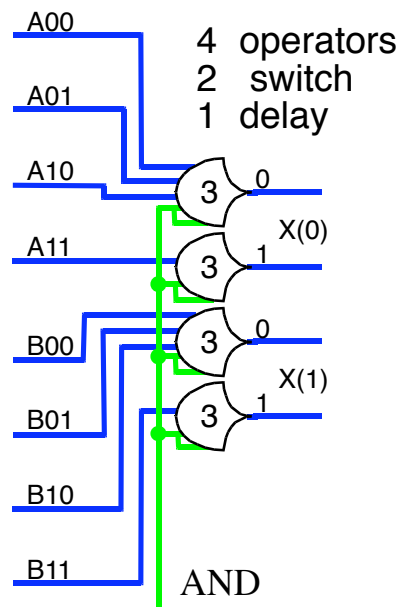 A00
4 operators
2 switch
1 delay
A01
A10
3
0
X(0)
A11
3
1
3
0
B00
X(1)
3
1
B01
B10
B11
AND